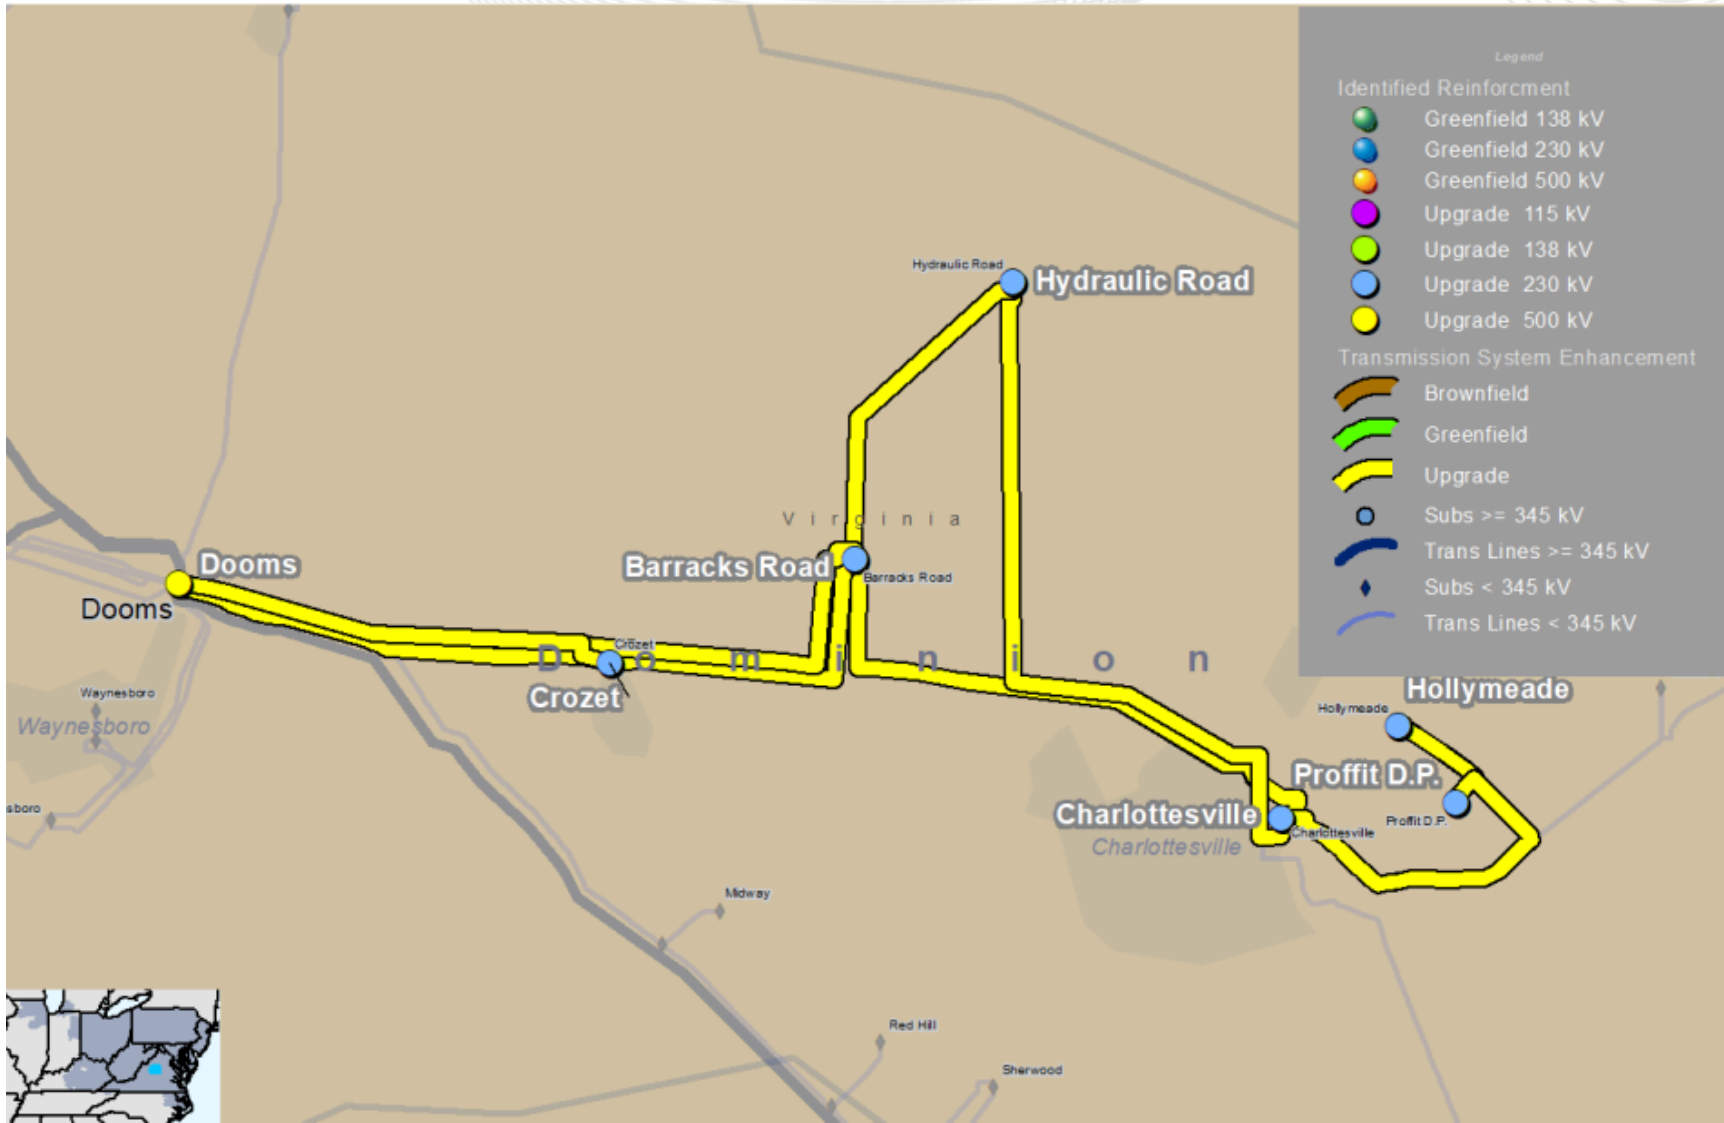 Legend
Identified Reinforcment
Greenfield 138 kV
Greenfield 230 kV
Greenfield 500 kV
Upgrade 115 kV
Upgrade 138 kV
Upgrade 230 kV
Upgrade 500 kV
Transmission System Enhancement
Brownfield
Greenfield
Upgrade
Subs >= 345 kV
Trans Lines >= 345 kV
Subs < 345 kV
Trans Lines < 345 kV
Hydraulic Road
Hydraulic Road
Virginia
Barracks Road
Barracks Road
Dooms
Dooms
Crozet
Dominion
Crozet
Hollymeade
Hollymeade
Waynesboro
Waynesboro
Proffit D.P.
Proffit D.P.
sboro
Charlottesville
Charlottesville
Charlottesville
Midway
Red Hill
Sherwood